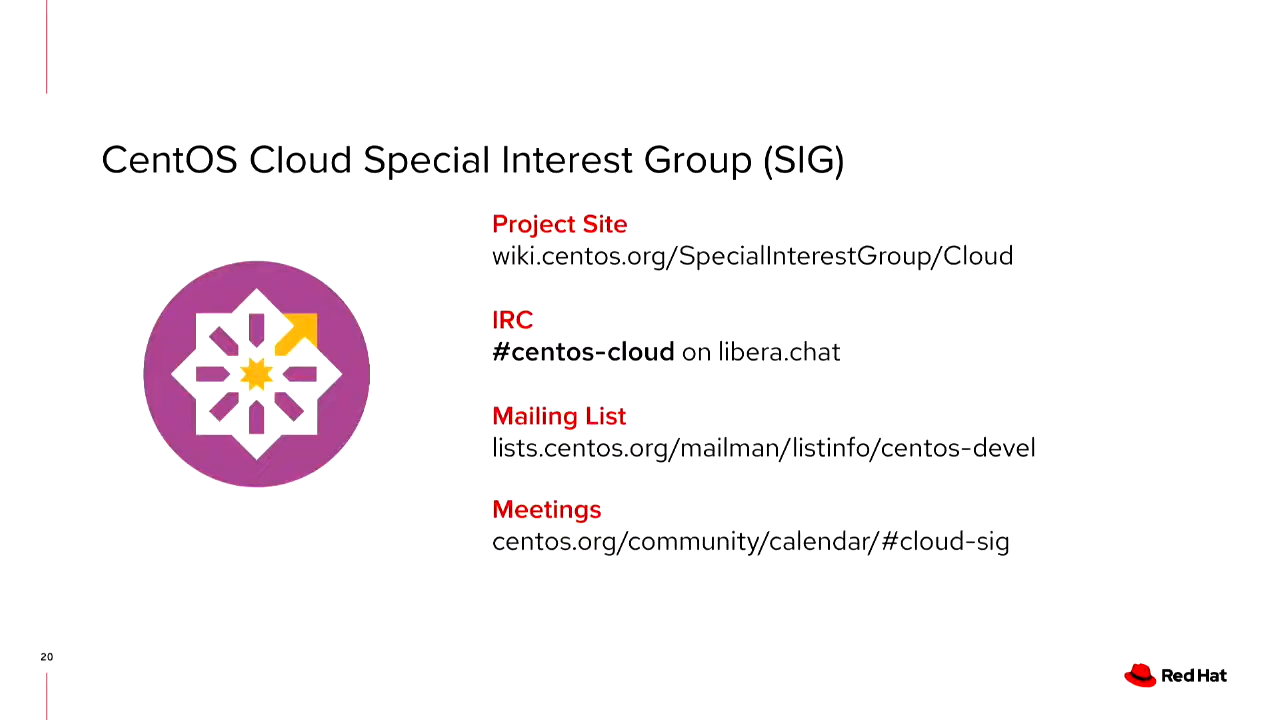 CentOS Cloud Special Interest Group (SIG)
Project Site
wiki.centos.org/SpecialInterestGroup/Cloud
IRC
#centos-cloud on libera.chat
Mailing List
lists.centos.org/mailman/listinfo/centos-devel
Meetings
centos.org/community/calendar/#cloud-sig
20
Red Hat